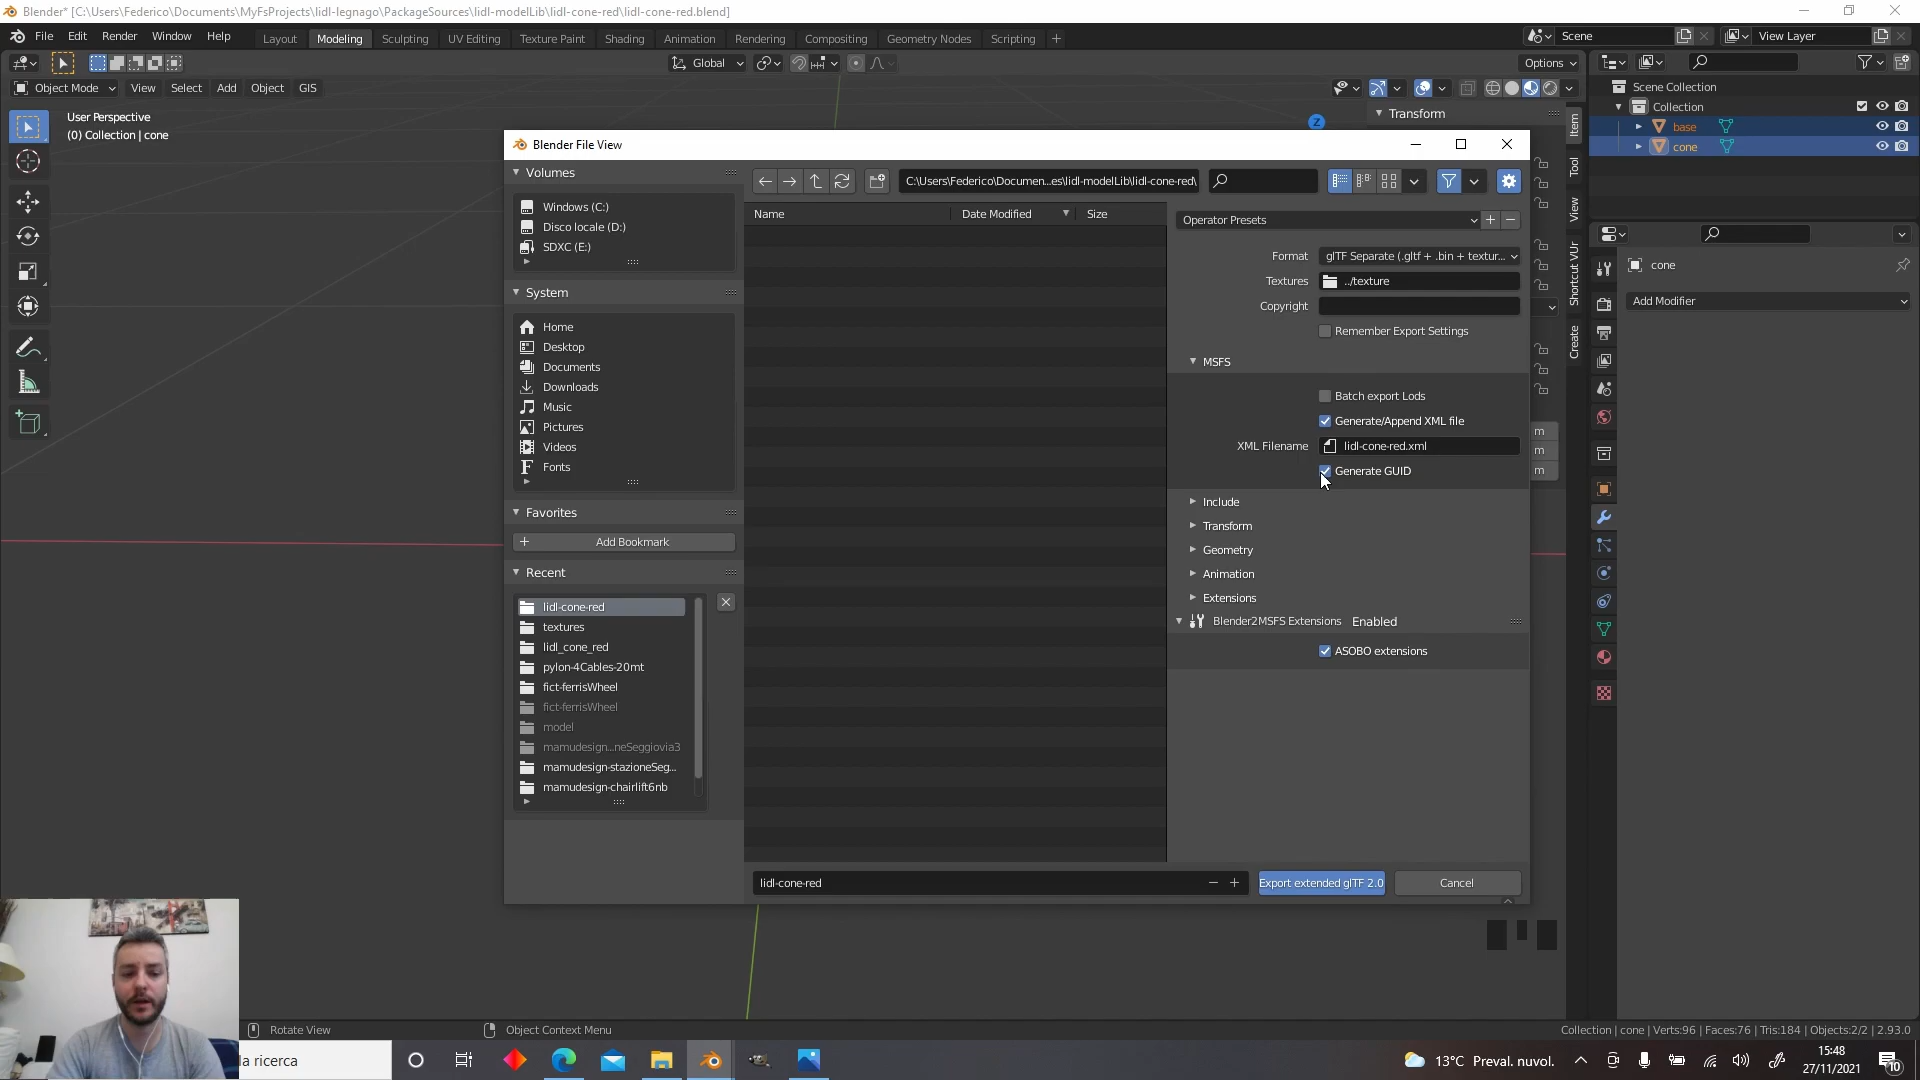 Blender* [C:\Users\Federico\Documents\MyFsProjects\lidl-legnago\PackageSources\lidl-modelLib\lidl-cone-red\lidl-cone-red.blend]
File Edit Render Window Help
Layout Modeling Sculpting UV Editing Texture Paint Shading Animation Rendering Compositing Geometry Nodes Scripting +
Scene
View Layer
Global
Options
Object Mode View Select Add Object GIS
User Perspective
(0) Collection | cone
Transform
Item
Tool
View
Shortcut VUr
Create
Z
Scene Collection
Collection
base
cone
cone
Add Modifier
m
m
m
Blender File View
Volumes
Windows (C:)
Disco locale (D:)
SDXC (E:)
System
Home
Desktop
Documents
Downloads
Music
Pictures
Videos
Fonts
Favorites
Add Bookmark
Recent
lidl-cone-red
textures
lidl_cone_red
pylon-4Cables-20mt
fict-ferrisWheel
fict-ferrisWheel
model
mamudesign...neSeggiovia3
mamudesign-stazioneSeg...
mamudesign-chairlift6nb
C:\Users\Federico\Documen...es\lidl-modelLib\lidl-cone-red\
Name Date Modified Size
Operator Presets
Format glTF Separate (.gltf + .bin + textur...
Textures ../texture
Copyright
Remember Export Settings
MSFS
Batch export Lods
Generate/Append XML file
XML Filename lidl-cone-red.xml
Generate GUID
Include
Transform
Geometry
Animation
Extensions
Blender2MSFS Extensions Enabled
ASOBO extensions
lidl-cone-red
Export extended glTF 2.0
Cancel
Rotate View
Object Context Menu
Collection | cone | Verts:96 | Faces:76 | Tris:184 | Objects:2/2 | 2.93.0
la ricerca
13°C Preval. nuvol.
15:48
27/11/2021
10